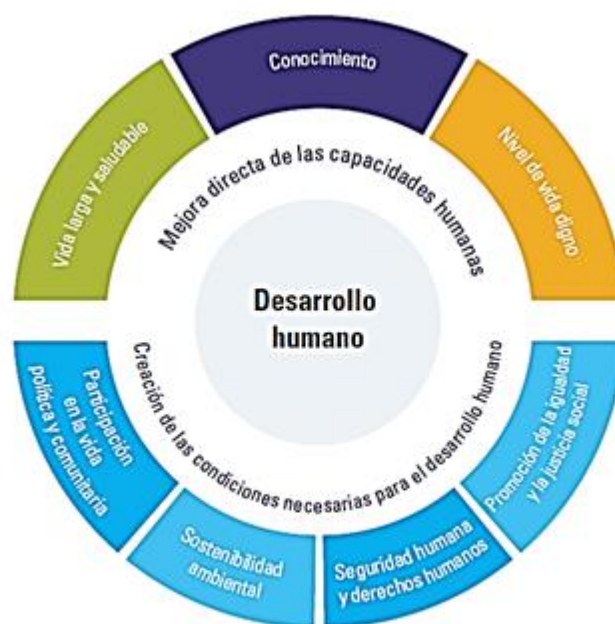 Conocimiento
Vida larga y saludable
Nivel de vida digno
Mejora directa de las capacidades humanas
Desarrollo
humano
Creación de las condiciones necesarias para el desarrollo humano
Participación
en la vida
política y comunitaria
Sostenibilidad
ambiental
Seguridad humana
y derechos humanos
Promoción de la igualdad
y la justicia social